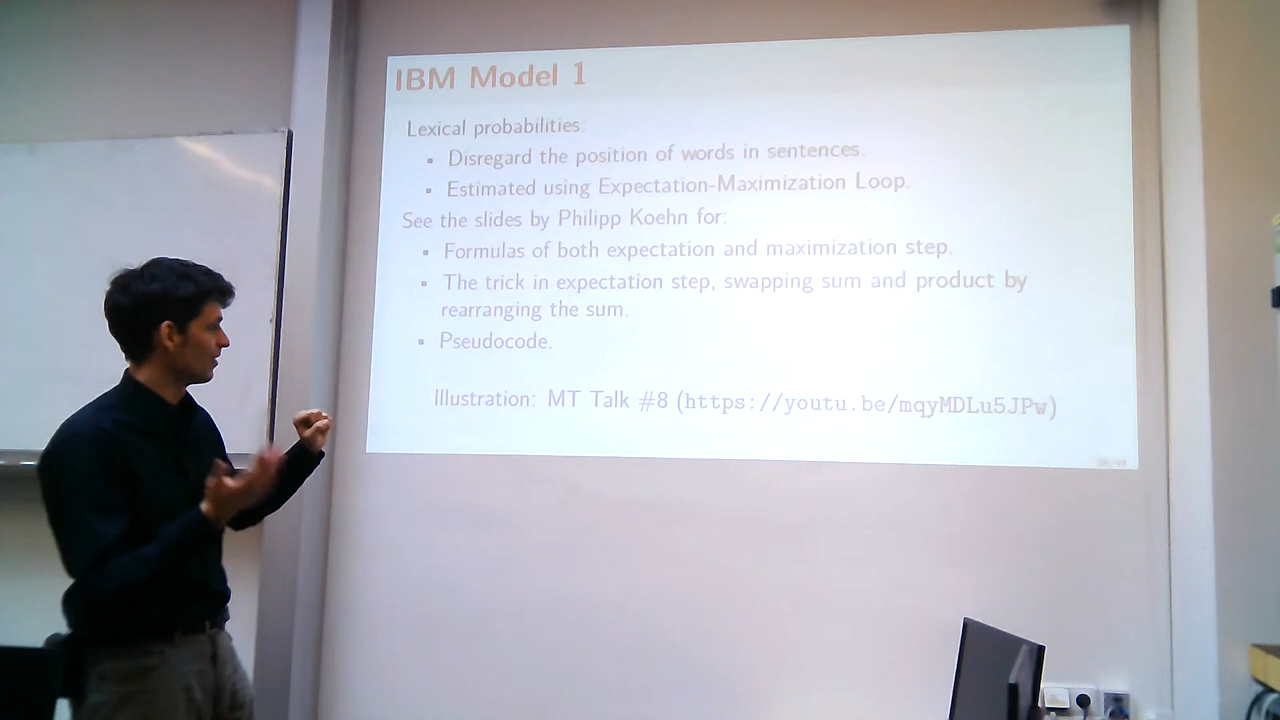 IBM Model 1
Lexical probabilities:
▪ Disregard the position of words in sentences.
▪ Estimated using Expectation-Maximization Loop.
See the slides by Philipp Koehn for:
▪ Formulas of both expectation and maximization step.
▪ The trick in expectation step, swapping sum and product by
rearranging the sum.
▪ Pseudocode.
Illustration: MT Talk #8 (https://youtu.be/mqyMDLu5JPw)